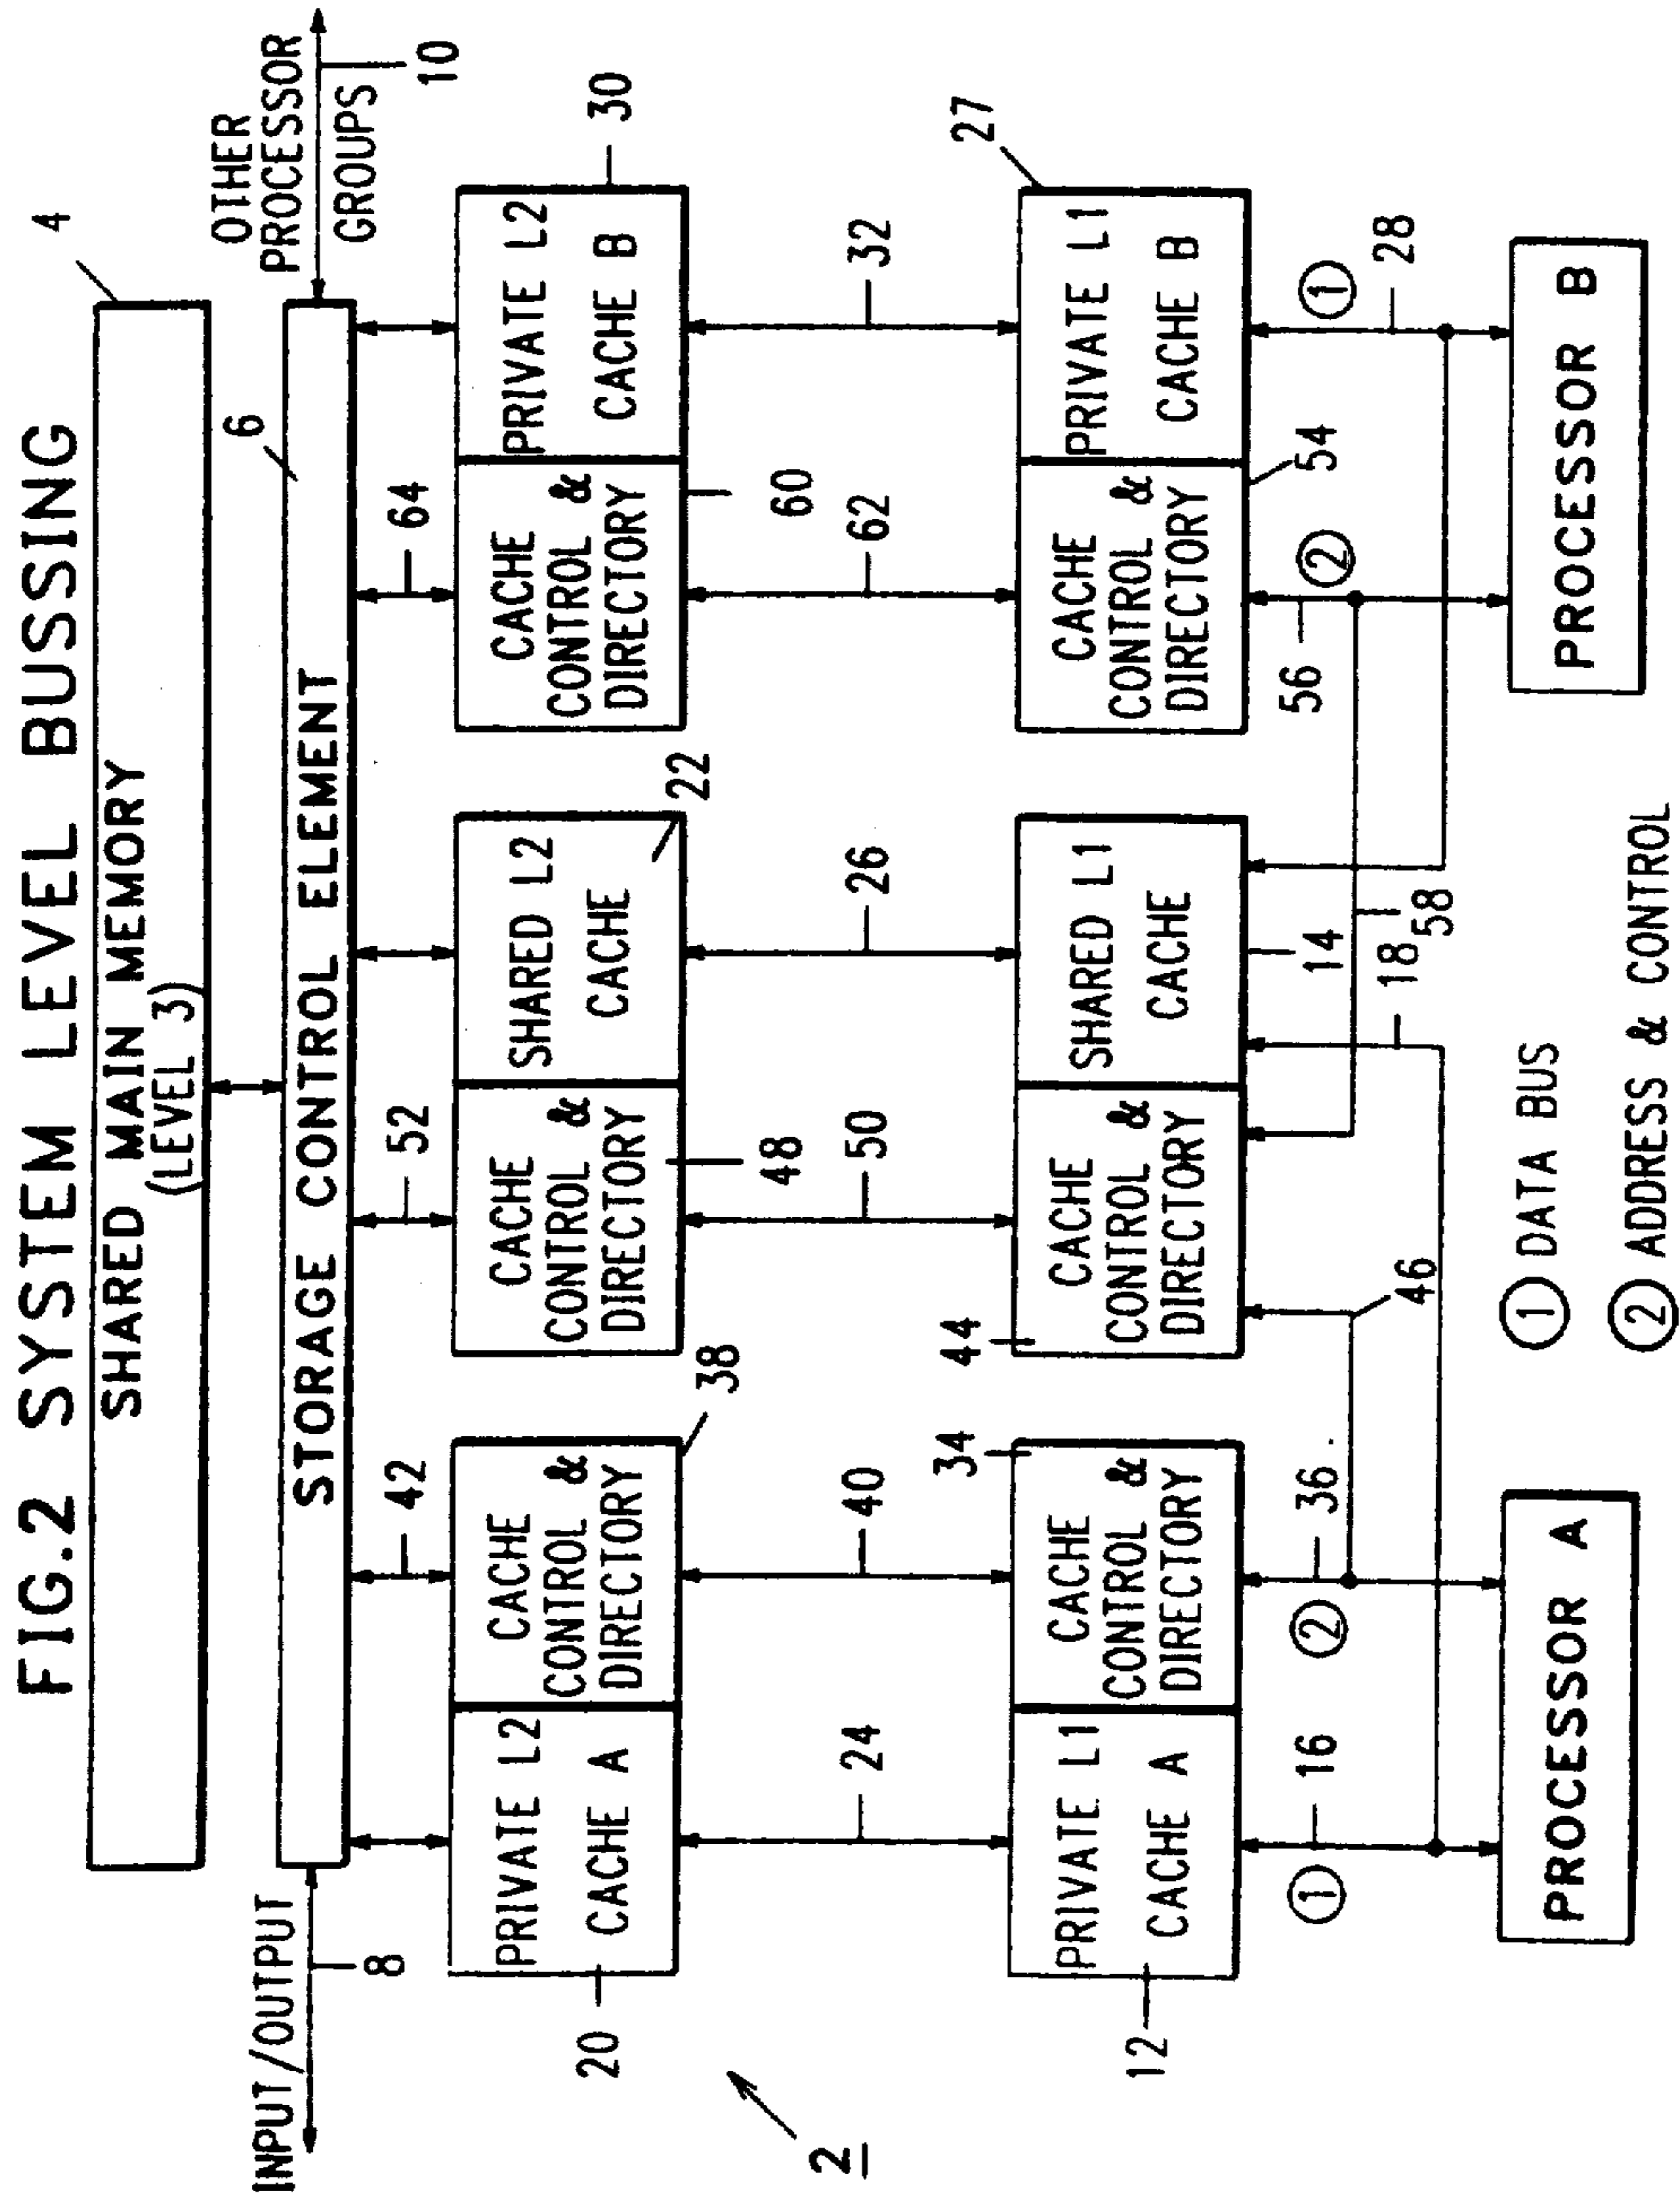 FIG.2 SYSTEM LEVEL BUSSING
4
SHARED MAIN MEMORY
(LEVEL 3)
OTHER
PROCESSOR
GROUPS
10
INPUT/OUTPUT
8
6
STORAGE CONTROL ELEMENT
42
52
64
20
PRIVATE L2
CACHE A
CACHE
CONTROL &
DIRECTORY
38
CACHE
CONTROL &
DIRECTORY
48
SHARED L2
CACHE
22
CACHE
CONTROL &
DIRECTORY
60
PRIVATE L2
CACHE B
30
2
24
40
50
26
62
32
12
PRIVATE L1
CACHE A
34
CACHE
CONTROL &
DIRECTORY
44
CACHE
CONTROL &
DIRECTORY
SHARED L1
CACHE
14
CACHE
CONTROL &
DIRECTORY
54
PRIVATE L1
CACHE B
27
1
16
2
36
46
18
58
56
2
1
28
PROCESSOR A
PROCESSOR B
1 DATA BUS
2 ADDRESS & CONTROL